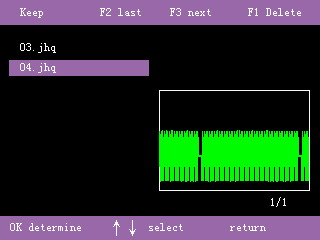 Keep F2 last F3 next F1 Delete
03.jhq
04.jhq
1/1
OK determine ↑ ↓ select return